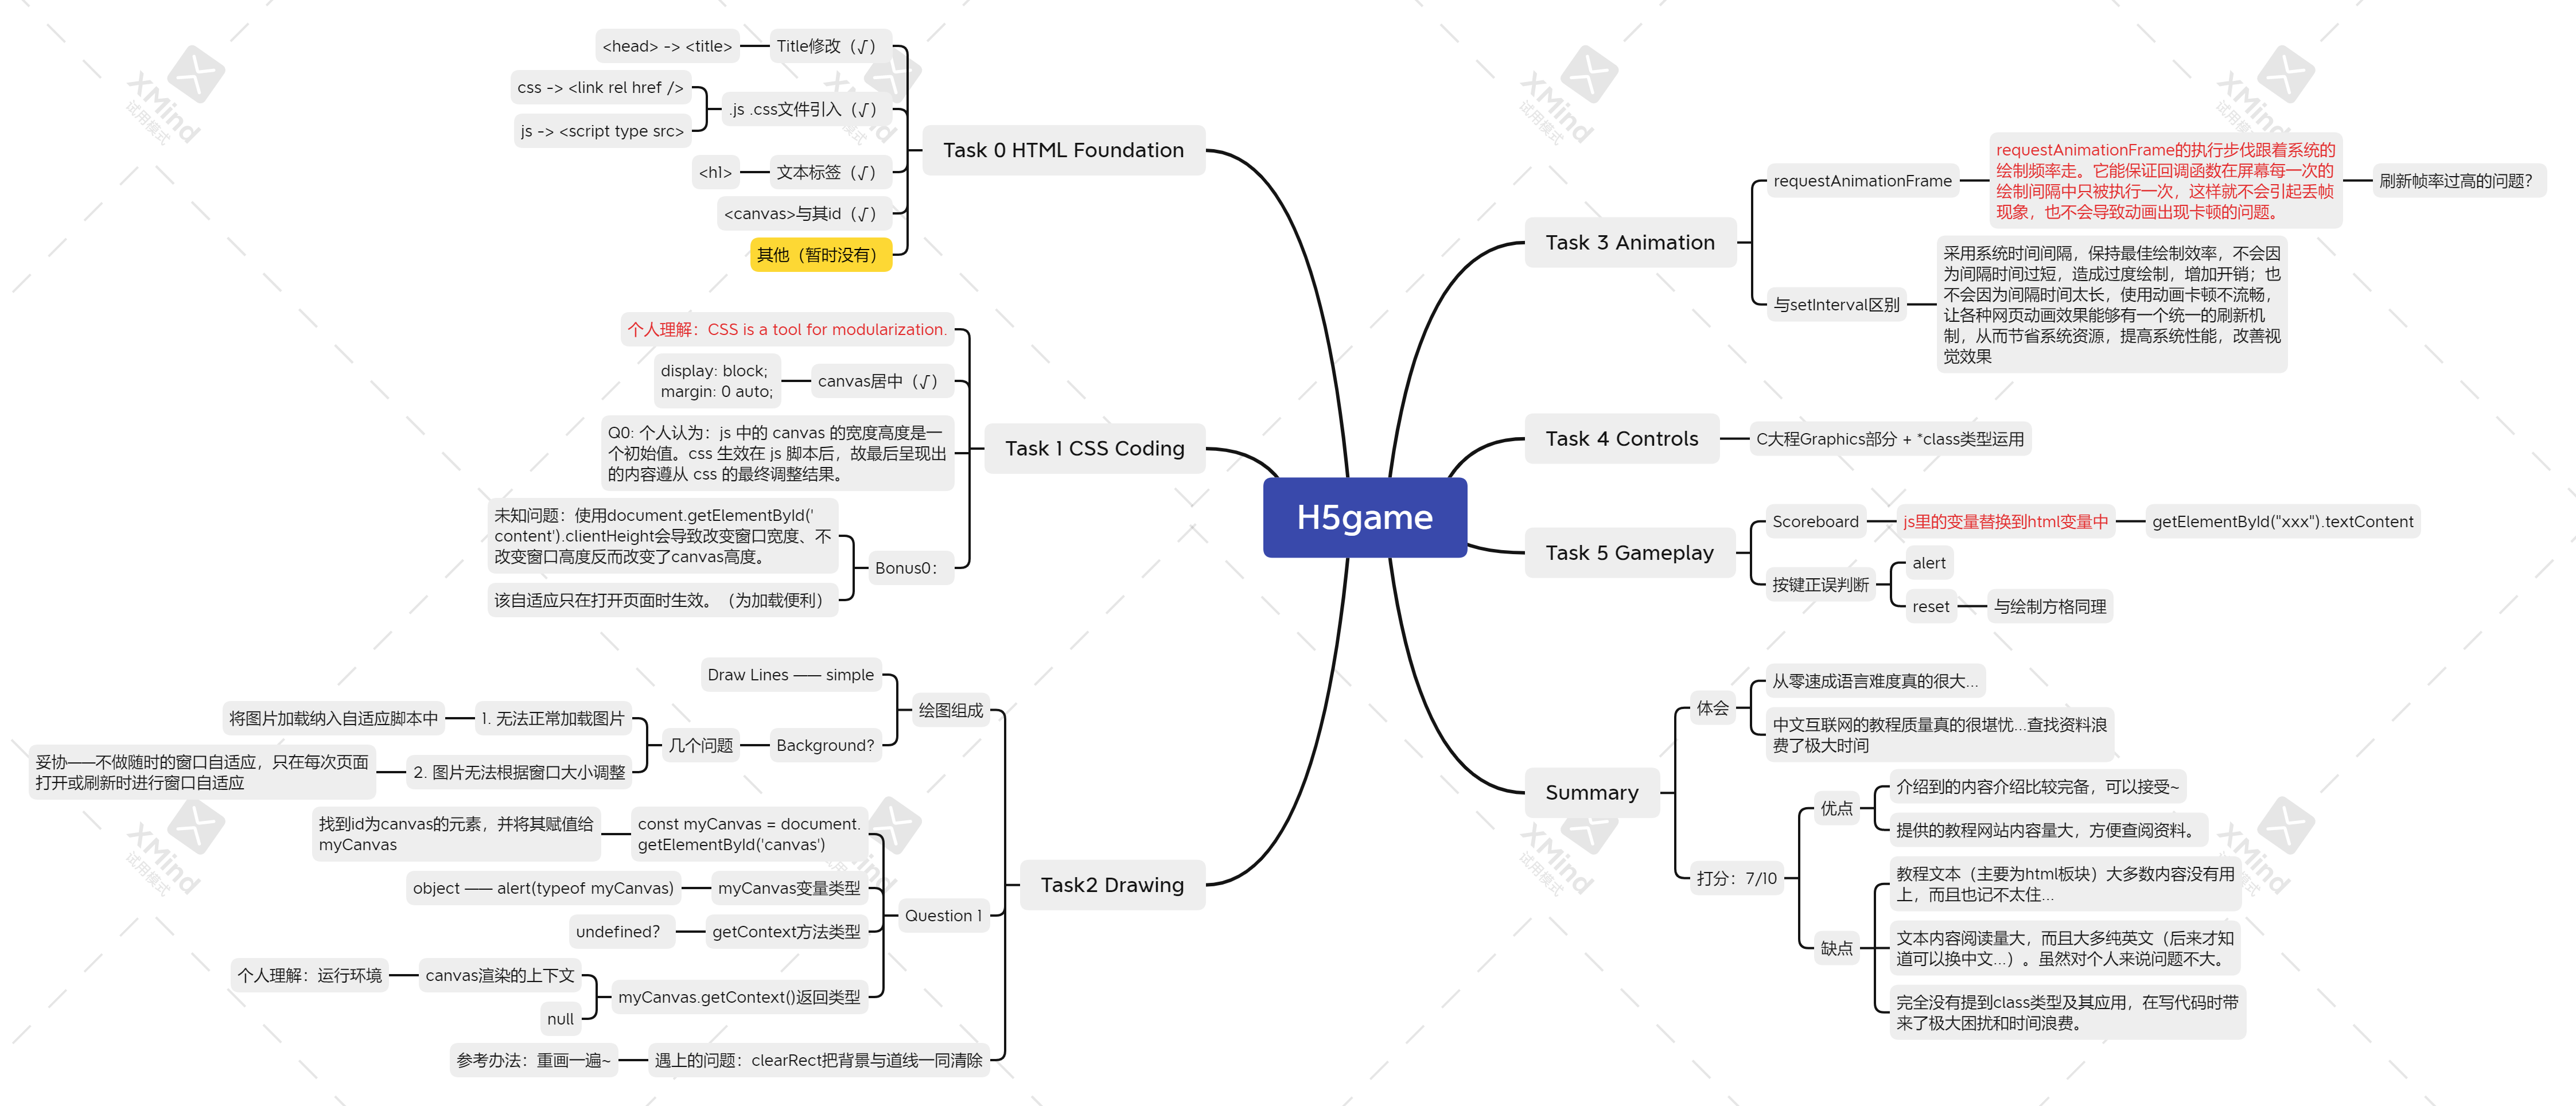 H5game
Task 0 HTML Foundation
Title修改（√）
<head> -> <title>
.js .css文件引入（√）
css -> <link rel href />
js -> <script type src>
文本标签（√）
<h1>
<canvas>与其id（√）
其他（暂时没有）
Task 1 CSS Coding
个人理解：CSS is a tool for modularization.
canvas居中（√）
display: block;
margin: 0 auto;
Q0: 个人认为：js 中的 canvas 的宽度高度是一
个初始值。css 生效在 js 脚本后，故最后呈现出
的内容遵从 css 的最终调整结果。
Bonus0：
未知问题：使用document.getElementById('
content').clientHeight会导致改变窗口宽度、不
改变窗口高度反而改变了canvas高度。
该自适应只在打开页面时生效。（为加载便利）
Task2 Drawing
绘图组成
Draw Lines —— simple
Background?
几个问题
1. 无法正常加载图片
将图片加载纳入自适应脚本中
2. 图片无法根据窗口大小调整
妥协——不做随时的窗口自适应，只在每次页面
打开或刷新时进行窗口自适应
Question 1
const myCanvas = document.
getElementById('canvas')
找到id为canvas的元素，并将其赋值给
myCanvas
myCanvas变量类型
object —— alert(typeof myCanvas)
getContext方法类型
undefined？
myCanvas.getContext()返回类型
canvas渲染的上下文
个人理解：运行环境
null
遇上的问题：clearRect把背景与道线一同清除
参考办法：重画一遍~
Task 3 Animation
requestAnimationFrame
requestAnimationFrame的执行步伐跟着系统的
绘制频率走。它能保证回调函数在屏幕每一次的
绘制间隔中只被执行一次，这样就不会引起丢帧
现象，也不会导致动画出现卡顿的问题。
刷新帧率过高的问题？
与setInterval区别
采用系统时间间隔，保持最佳绘制效率，不会因
为间隔时间过短，造成过度绘制，增加开销；也
不会因为间隔时间太长，使用动画卡顿不流畅，
让各种网页动画效果能够有一个统一的刷新机
制，从而节省系统资源，提高系统性能，改善视
觉效果
Task 4 Controls
C大程Graphics部分 + *class类型运用
Task 5 Gameplay
Scoreboard
js里的变量替换到html变量中
getElementById("xxx").textContent
按键正误判断
alert
reset
与绘制方格同理
Summary
体会
从零速成语言难度真的很大...
中文互联网的教程质量真的很堪忧...查找资料浪
费了极大时间
打分：7/10
优点
介绍到的内容介绍比较完备，可以接受~
提供的教程网站内容量大，方便查阅资料。
缺点
教程文本（主要为html板块）大多数内容没有用
上，而且也记不太住...
文本内容阅读量大，而且大多纯英文（后来才知
道可以换中文...）。虽然对个人来说问题不大。
完全没有提到class类型及其应用，在写代码时带
来了极大困扰和时间浪费。
XMind
试用模式
XMind
试用模式
XMind
试用模式
XMind
试用模式
XMind
试用模式
XMind
试用模式
XMind
试用模式
XMind
试用模式